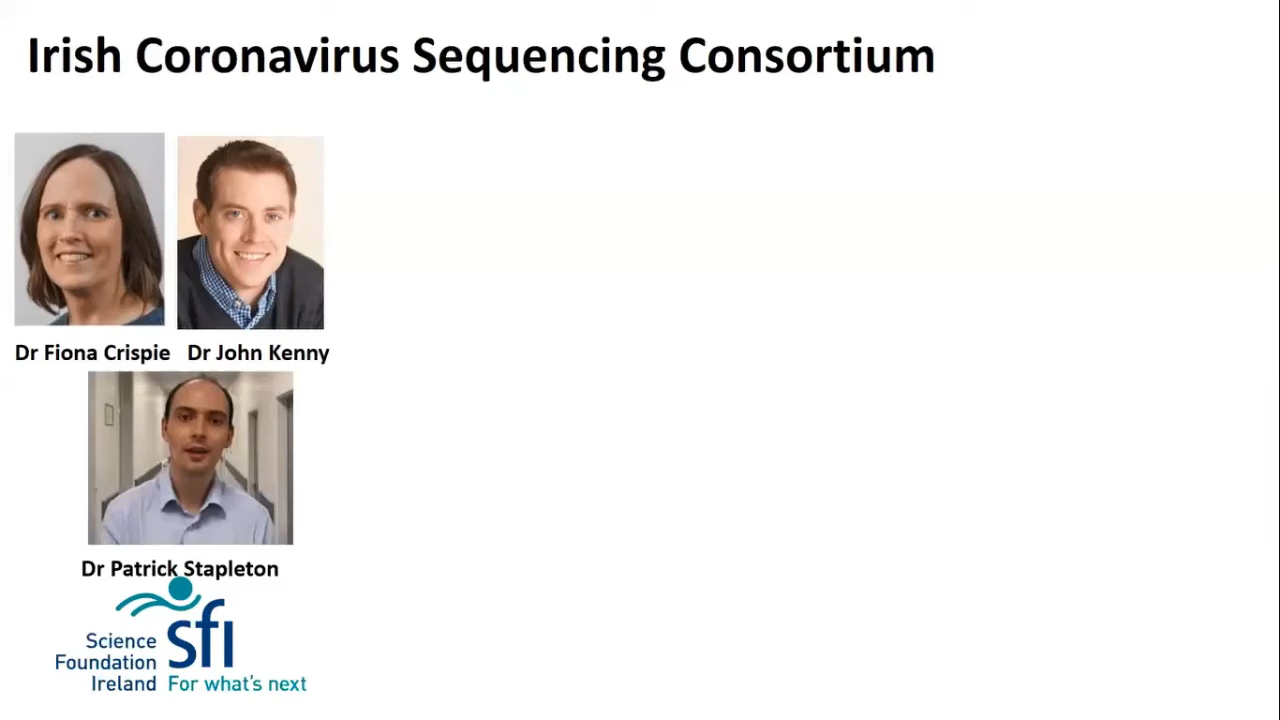 Irish Coronavirus Sequencing Consortium
Dr Fiona Crispie
Dr John Kenny
Dr Patrick Stapleton
Science
Foundation
Ireland
sfi
For what's next